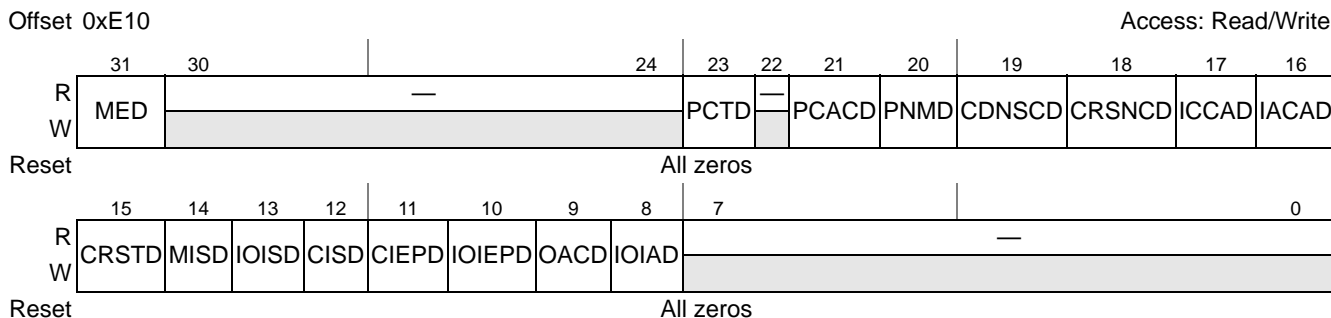 Offset 0xE10 Access: Read/Write
31 30 24 23 22 21 20 19 18 17 16
R — —
MED PCTD PCACD PNMD CDNSCD CRSNCD ICCAD IACAD
W
Reset All zeros
15 14 13 12 11 10 9 8 7 0
R —
CRSTD MISD IOISD CISD CIEPD IOIEPD OACD IOIAD
W
Reset All zeros